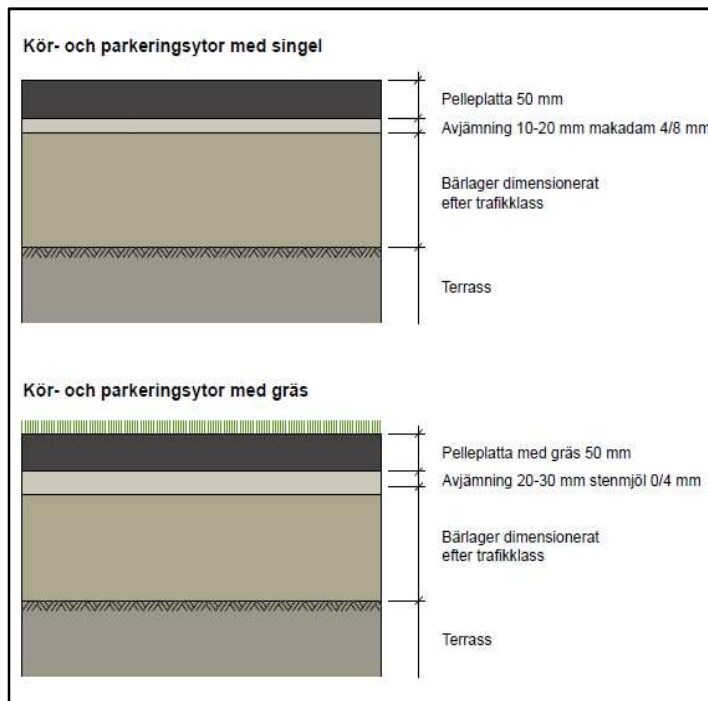 Kör- och parkeringsytor med singel
Pelleplatta 50 mm
Avjämning 10-20 mm makadam 4/8 mm
Bärlager dimensionerat
efter trafikklass
Terrass
Kör- och parkeringsytor med gräs
Pelleplatta med gräs 50 mm
Avjämning 20-30 mm stenmjöl 0/4 mm
Bärlager dimensionerat
efter trafikklass
Terrass